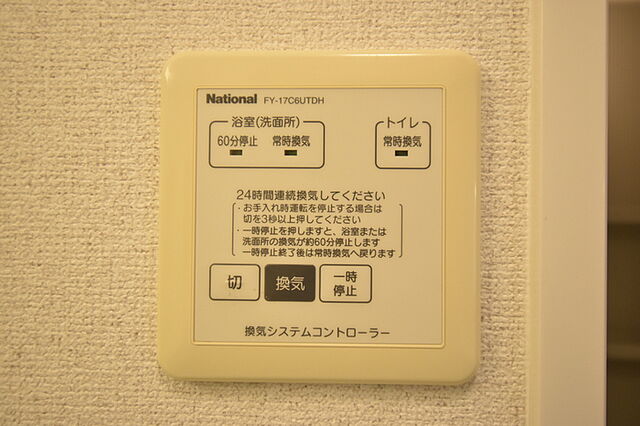 National FY-17C6UTDH
浴室(洗面所) トイレ
60分停止 常時換気 常時換気
24時間連続換気してください
・お手入れ時運転を停止する場合は
切を3秒以上押してください
・一時停止を押しますと、浴室または
洗面所の換気が約60分停止します
一時停止終了後は常時換気へ戻ります
切 換気 一時
停止
換気システムコントローラー